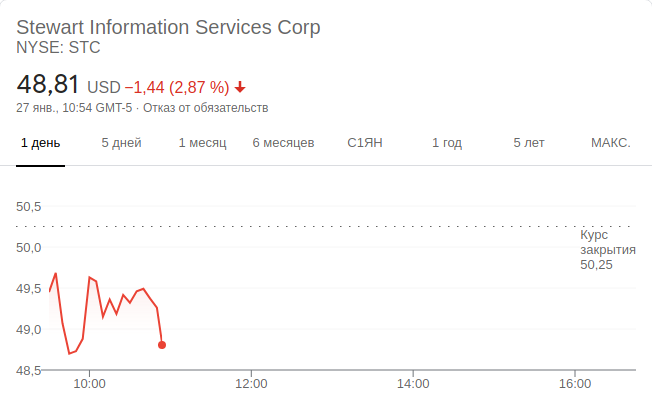 Stewart Information Services Corp
NYSE: STC
48,81 USD −1,44 (2,87 %)
27 янв., 10:54 GMT-5 · Отказ от обязательств
1 день 5 дней 1 месяц 6 месяцев С1ЯН 1 год 5 лет МАКС.
50,5
50,0
49,5
49,0
48,5
Курс
закрытия
50,25
10:00 12:00 14:00 16:00